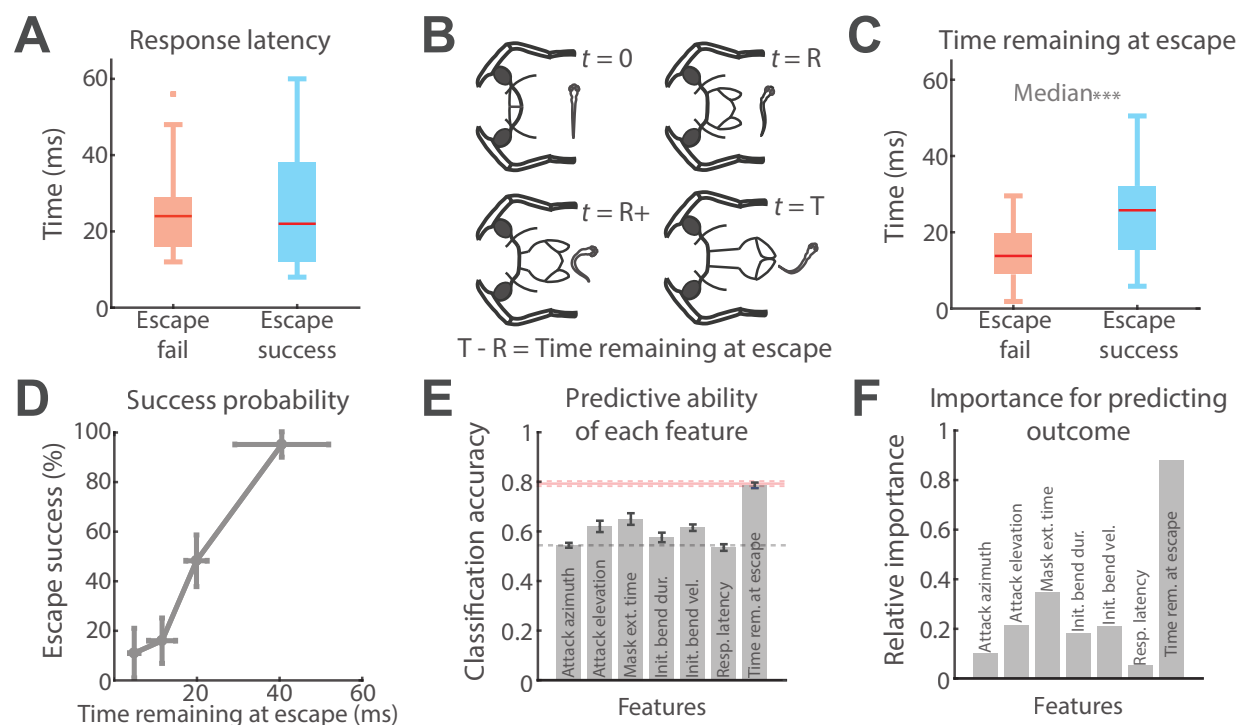 A
Response latency
Time (ms)
60
40
20
0
Escape
fail
Escape
success
B
t = 0
t = R
t = R+
t = T
T - R = Time remaining at escape
C
Time remaining at escape
Median***
Time (ms)
60
40
20
0
Escape
fail
Escape
success
D
Success probability
Escape success (%)
100
80
60
40
20
0
20
40
60
Time remaining at escape (ms)
E
Predictive ability
of each feature
Classification accuracy
1
0.8
0.6
0.4
0.2
0
Attack azimuth
Attack elevation
Mask ext. time
Init. bend dur.
Init. bend vel.
Resp. latency
Time rem. at escape
Features
F
Importance for predicting
outcome
Relative importance
1
0.8
0.6
0.4
0.2
0
Attack azimuth
Attack elevation
Mask ext. time
Init. bend dur.
Init. bend vel.
Resp. latency
Time rem. at escape
Features